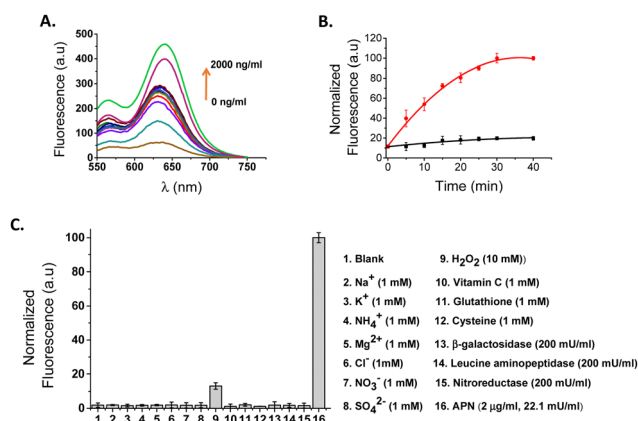 A.
B.
500
400
300
200
100
0
Fluorescence (a.u)
2000 ng/ml
0 ng/ml
550 600 650 700 750
λ (nm)
120
100
80
60
40
20
0
Normalized
Fluorescence (a.u)
0 10 20 30 40
Time (min)
C.
100
80
60
40
20
0
Normalized
Fluorescence (a.u)
1 2 3 4 5 6 7 8 9 10 11 12 13 14 15 16
1. Blank
2. Na⁺ (1 mM)
3. K⁺ (1 mM)
4. NH₄⁺ (1 mM)
5. Mg²⁺ (1 mM)
6. Cl⁻ (1mM)
7. NO₃⁻ (1 mM)
8. SO₄²⁻ (1 mM)
9. H₂O₂ (10 mM))
10. Vitamin C (1 mM)
11. Glutathione (1 mM)
12. Cysteine (1 mM)
13. β-galactosidase (200 mU/ml)
14. Leucine aminopeptidase (200 mU/ml)
15. Nitroreductase (200 mU/ml)
16. APN (2 μg/ml, 22.1 mU/ml)